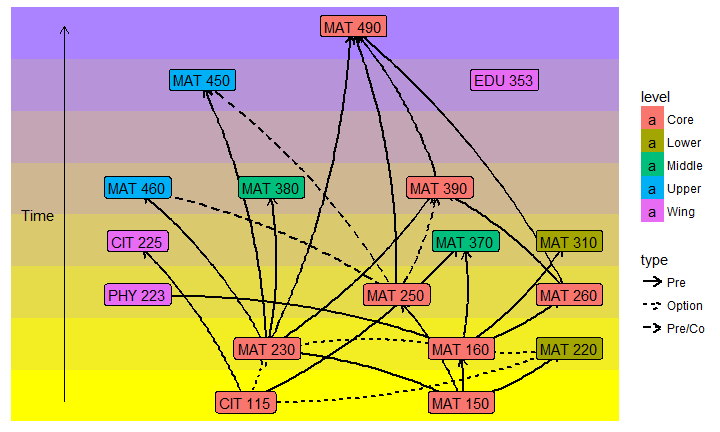 MAT 490
MAT 450
EDU 353
MAT 460
MAT 380
MAT 390
Time
CIT 225
MAT 370
MAT 310
PHY 223
MAT 250
MAT 260
MAT 230
MAT 160
MAT 220
CIT 115
MAT 150
level
a Core
a Lower
a Middle
a Upper
a Wing
type
Pre
Option
Pre/Co